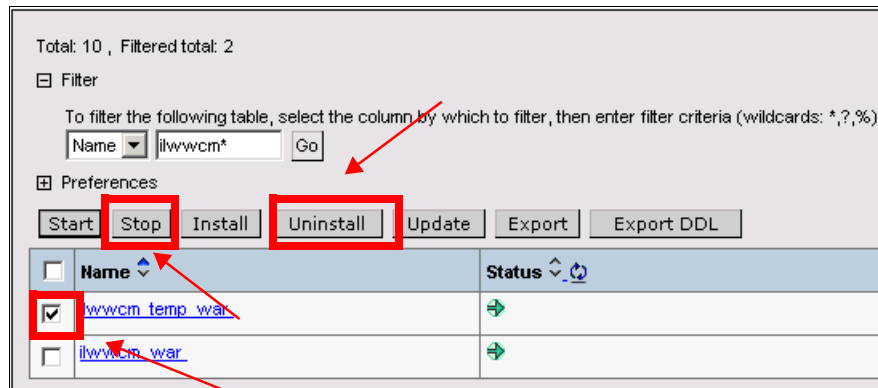 Total: 10 , Filtered total: 2
Filter
To filter the following table, select the column by which to filter, then enter filter criteria (wildcards: *,?,%)
Name ilwwcm* Go
Preferences
Start Stop Install Uninstall Update Export Export DDL
Name Status
ilwwcm_temp_war
ilwwcm_war